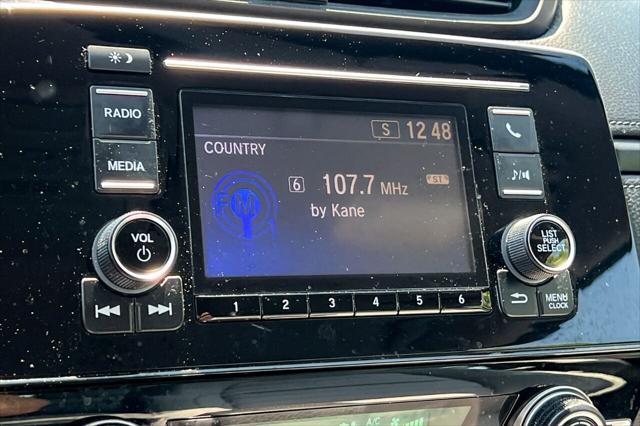 RADIO
MEDIA
VOL
S 12 48
COUNTRY
FM
6 107.7 MHz
ST
by Kane
1 2 3 4 5 6
LIST
PUSH
SELECT
MENU
CLOCK
A/C